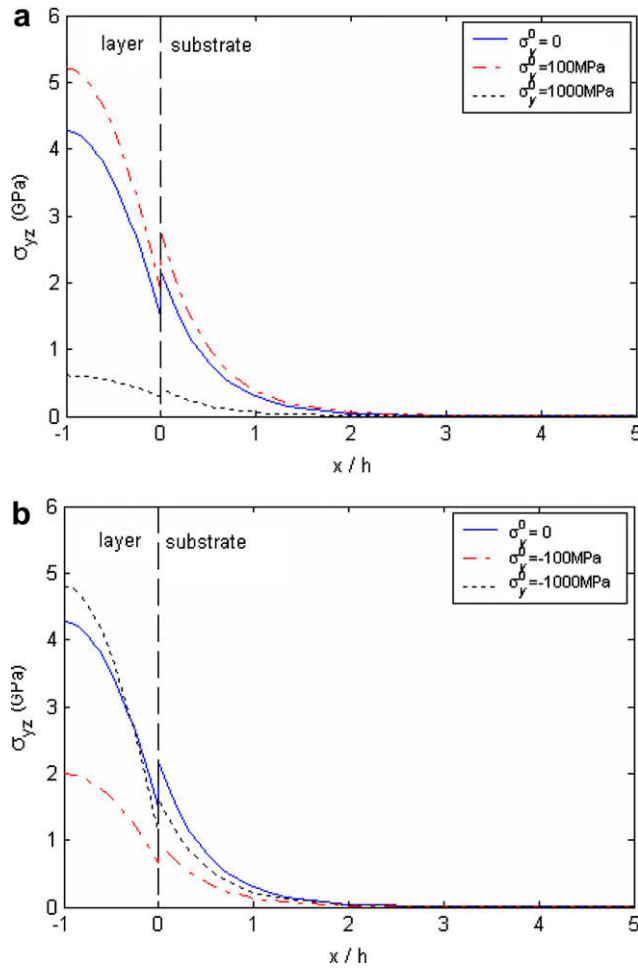 a
6
layer
substrate
σ⁰ᵧ= 0
σ⁰ᵧ=100MPa
σ⁰ᵧ=1000MPa
5
4
3
2
1
0
σyz (GPa)
-1 0 1 2 3 4 5
x / h
b
6
layer
substrate
σ⁰ᵧ= 0
σ⁰ᵧ=-100MPa
σ⁰ᵧ=-1000MPa
5
4
3
2
1
0
σyz (GPa)
-1 0 1 2 3 4 5
x / h